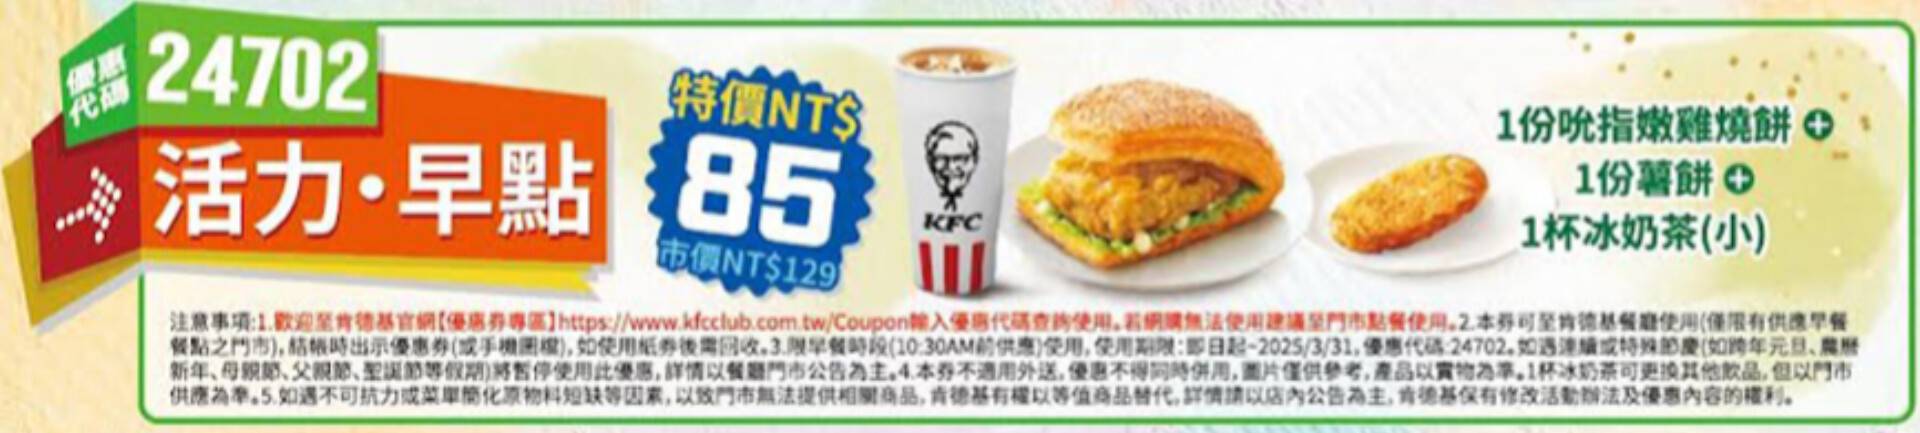 優惠
代碼
24702
活力・早點
特價NT$
85
市價NT$129
KFC
1份吮指嫩雞燒餅+
1份薯餅+
1杯冰奶茶(小)
注意事項:1.歡迎至肯德基官網【優惠券專區】https://www.kfcclub.com.tw/Coupon輸入優惠代碼查詢使用。若網購無法使用建議至門市點餐使用。2.本券可至肯德基餐廳使用(僅限有供應早餐
餐點之門市),結帳時出示優惠券(或手機圖檔),如使用紙券後需回收。3.限早餐時段(10:30AM前供應)使用,使用期限:即日起~2025/3/31,優惠代碼:24702。如遇連續或特殊節慶(如跨年元旦、農曆
新年、母親節、父親節、聖誕節等假期)將暫停使用此優惠,詳情以餐廳門市公告為主。4.本券不適用外送,優惠不得同時併用,圖片僅供參考,產品以實物為準。1杯冰奶茶可更換其他飲品,但以門市
供應為準。5.如遇不可抗力或菜單簡化原物料短缺等因素,以致門市無法提供相關商品,肯德基有權以等值商品替代,詳情請以店內公告為主,肯德基保有修改活動辦法及優惠內容的權利。